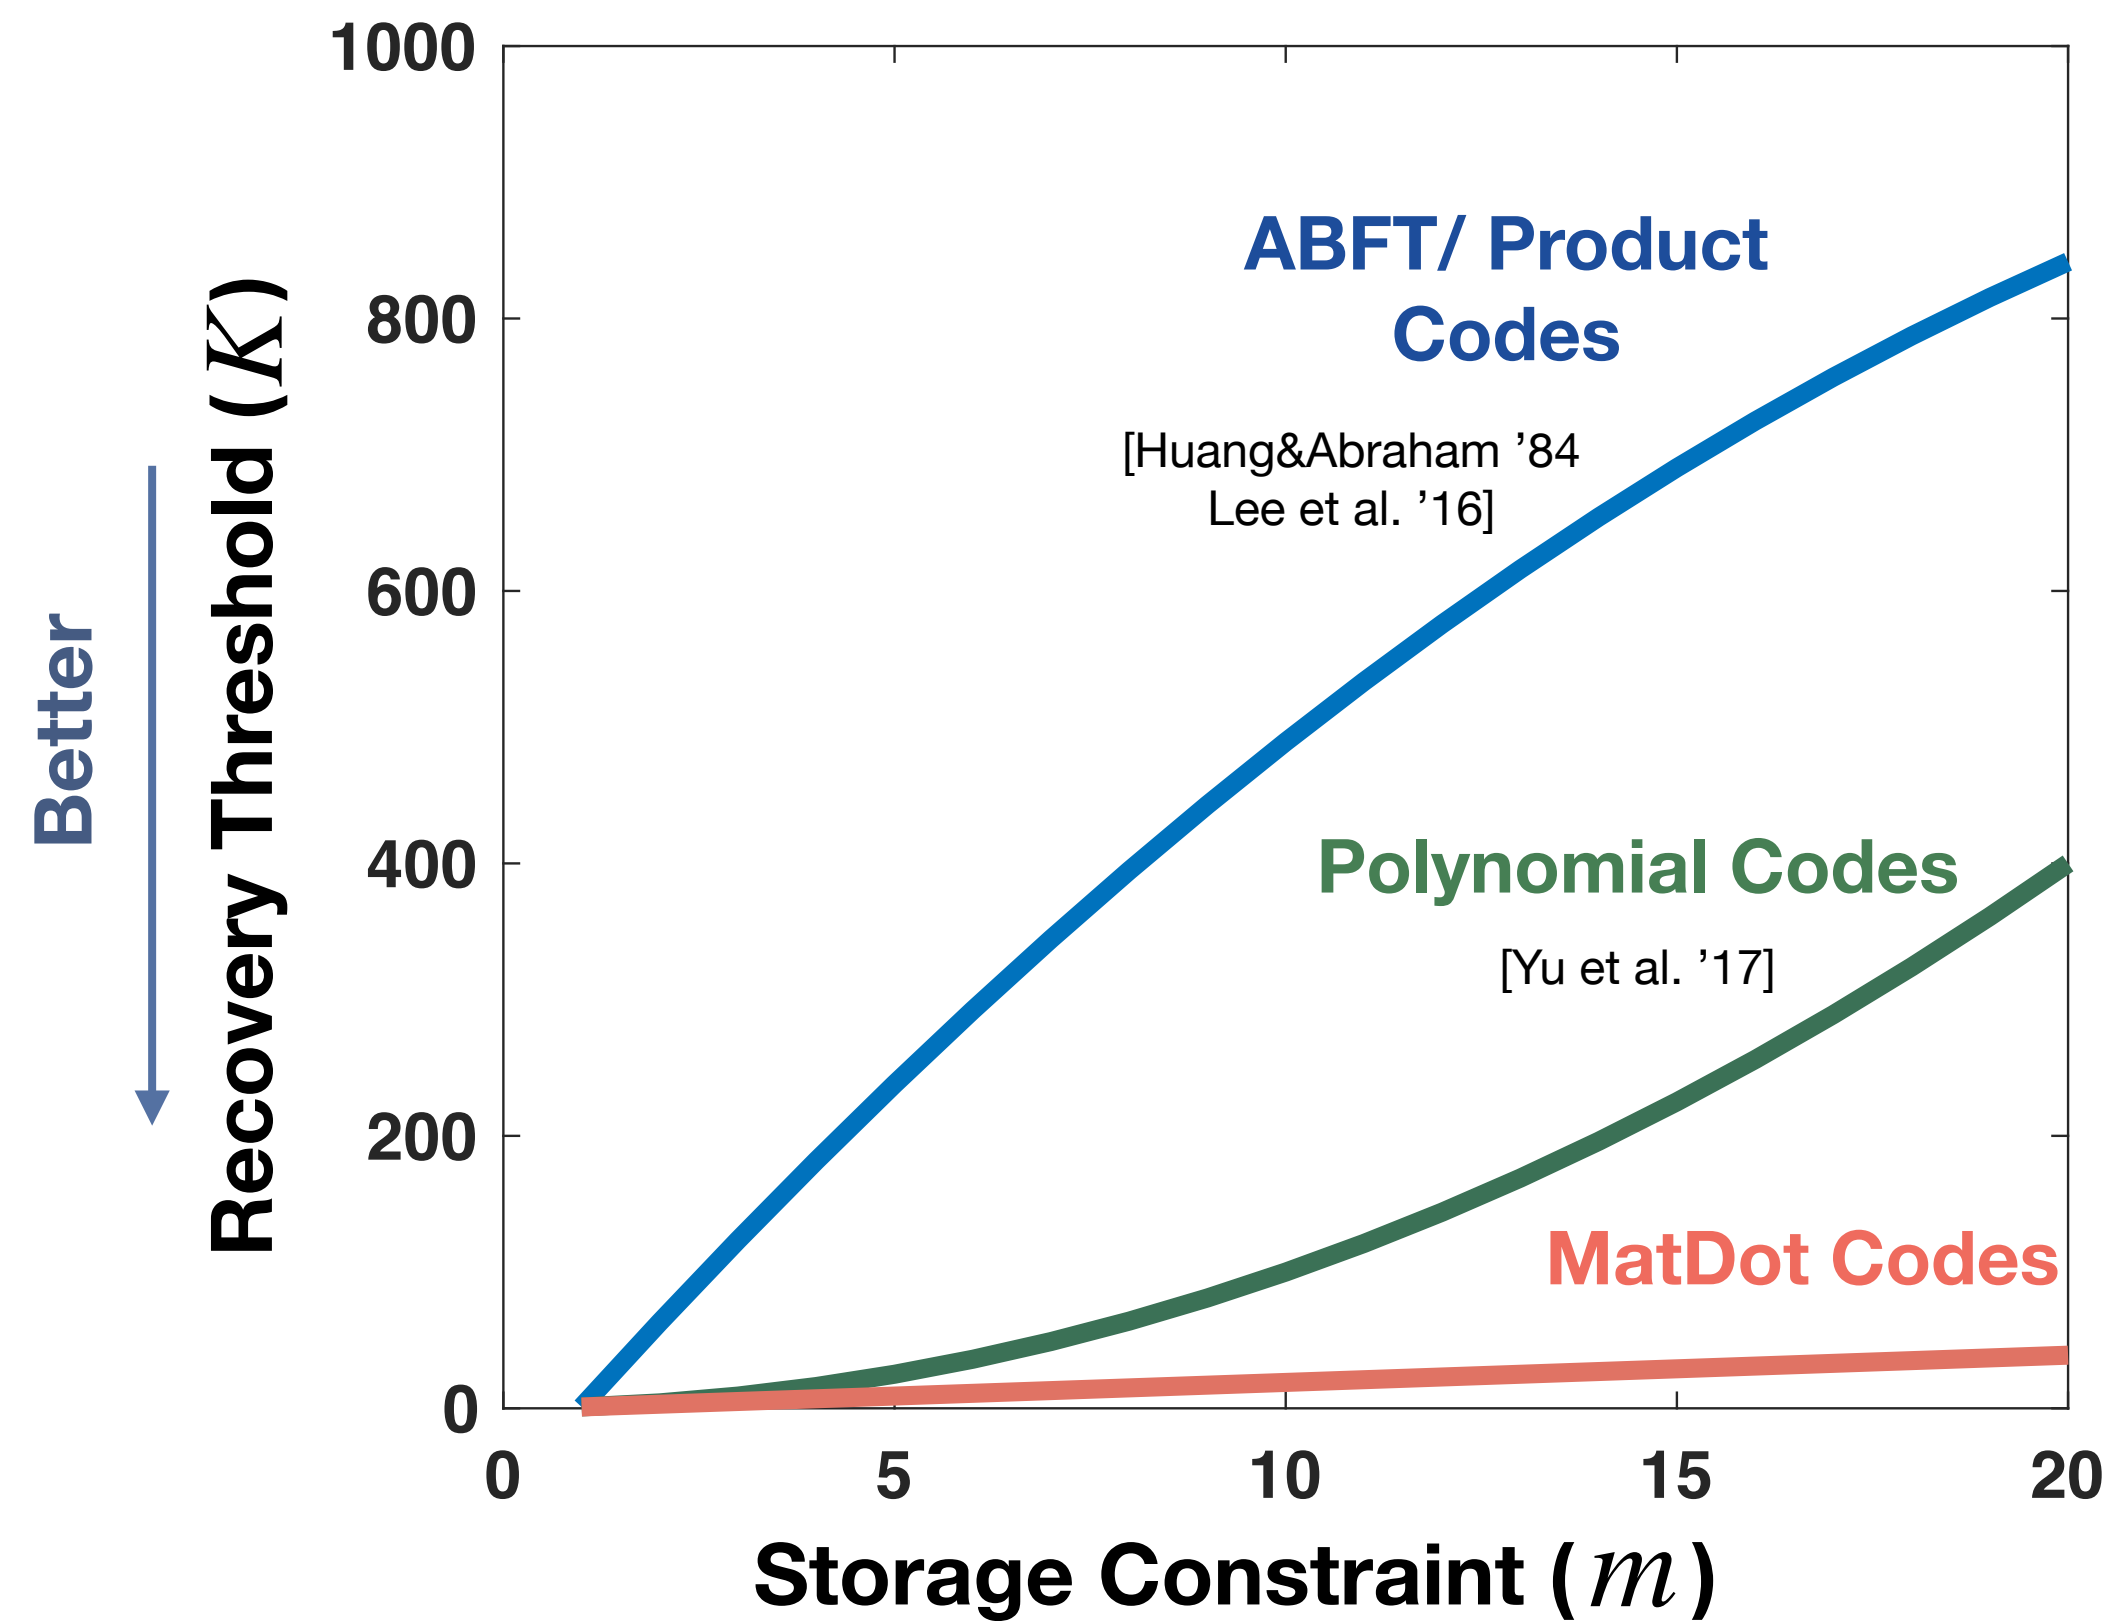 Better
Recovery Threshold (K)
1000
800
600
400
200
0
ABFT/ Product
Codes
[Huang&Abraham ’84
Lee et al. ’16]
Polynomial Codes
[Yu et al. ’17]
MatDot Codes
0 5 10 15 20
Storage Constraint (m)